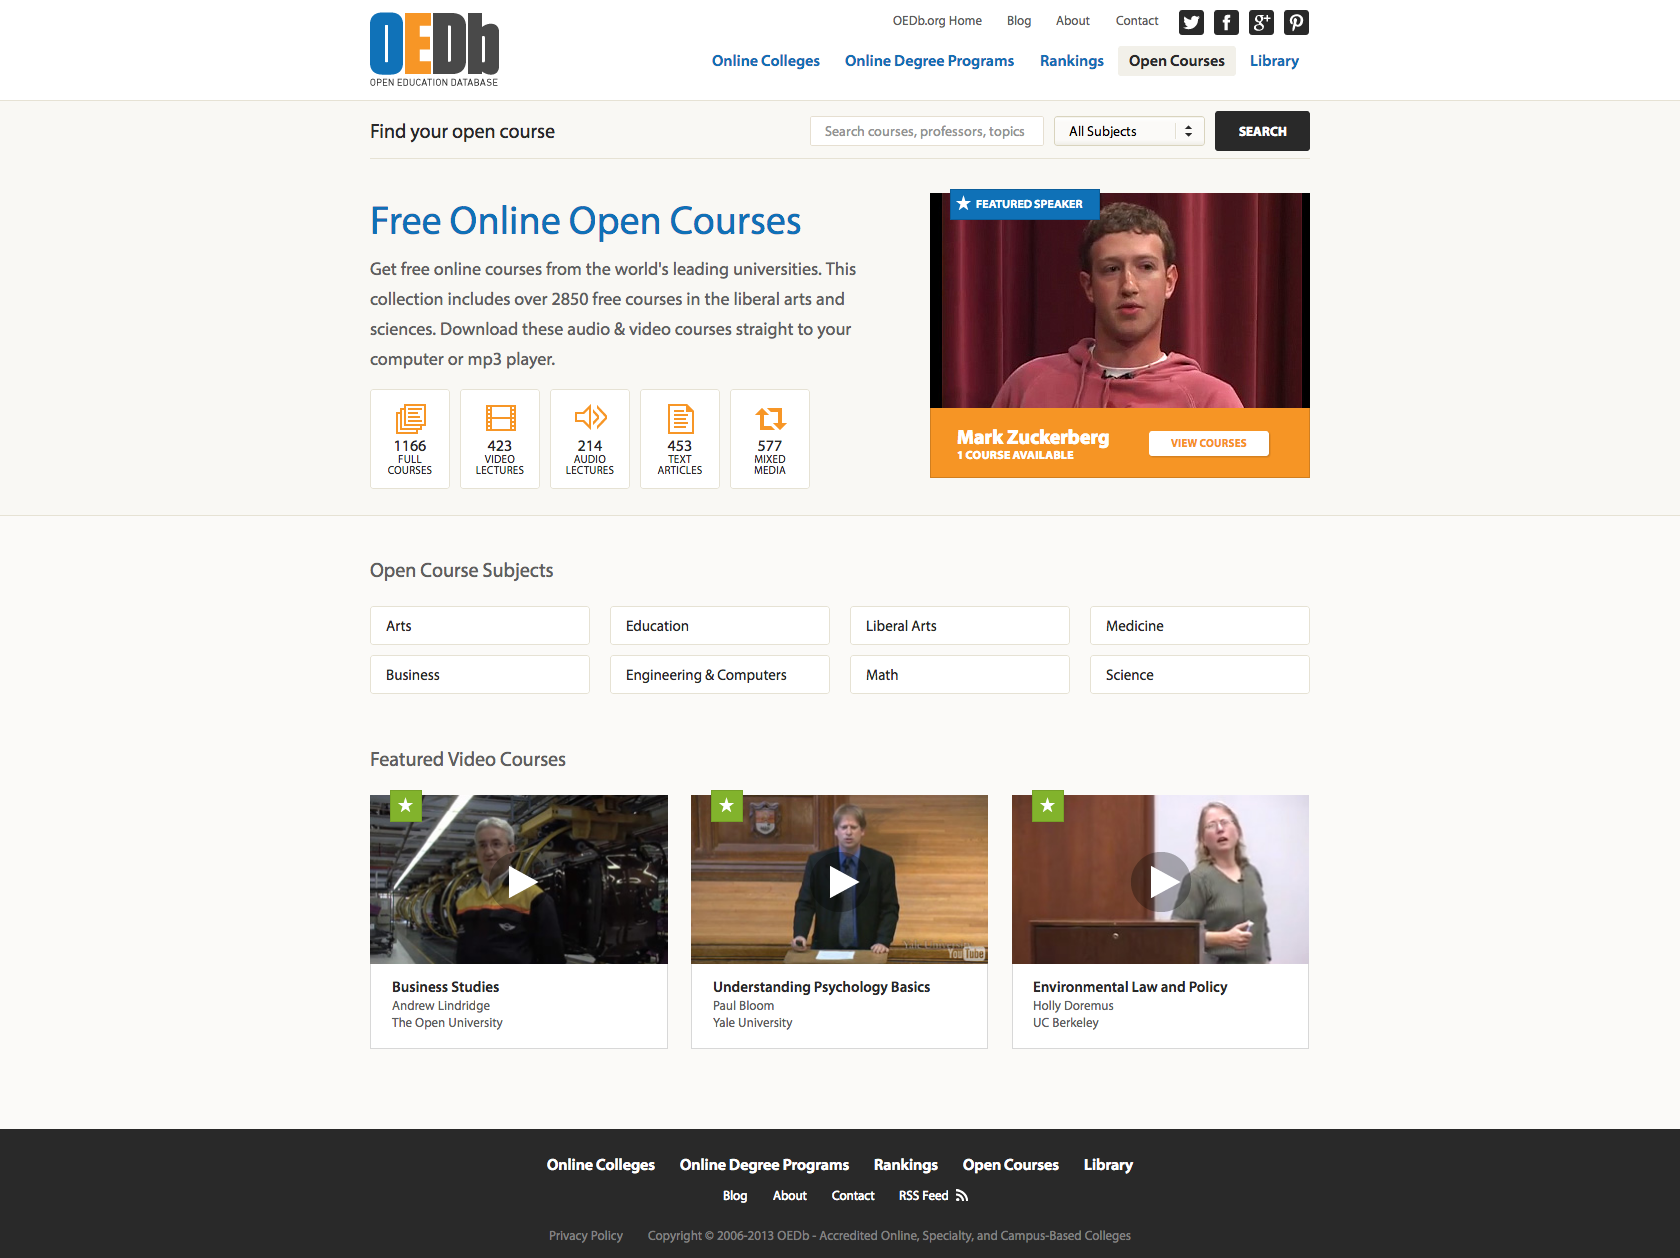 OEDb
OPEN EDUCATION DATABASE
OEDb.org Home Blog About Contact
Online Colleges Online Degree Programs Rankings Open Courses Library
Find your open course
Search courses, professors, topics
All Subjects
SEARCH
Free Online Open Courses
Get free online courses from the world's leading universities. This
collection includes over 2850 free courses in the liberal arts and
sciences. Download these audio & video courses straight to your
computer or mp3 player.
1166
FULL
COURSES
423
VIDEO
LECTURES
214
AUDIO
LECTURES
453
TEXT
ARTICLES
577
MIXED
MEDIA
FEATURED SPEAKER
Mark Zuckerberg
1 COURSE AVAILABLE
VIEW COURSES
Open Course Subjects
Arts
Education
Liberal Arts
Medicine
Business
Engineering & Computers
Math
Science
Featured Video Courses
Yale University
YouTube
Business Studies
Andrew Lindridge
The Open University
Understanding Psychology Basics
Paul Bloom
Yale University
Environmental Law and Policy
Holly Doremus
UC Berkeley
Online Colleges Online Degree Programs Rankings Open Courses Library
Blog About Contact RSS Feed
Privacy Policy Copyright © 2006-2013 OEDb - Accredited Online, Specialty, and Campus-Based Colleges